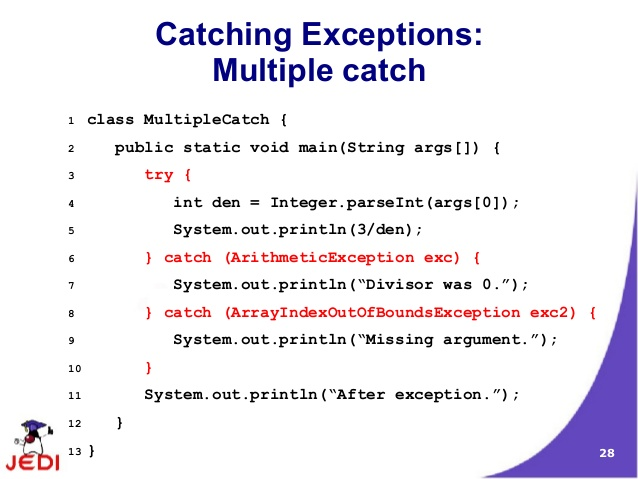 Catching Exceptions:
Multiple catch
1 class MultipleCatch {
2 public static void main(String args[]) {
3 try {
4 int den = Integer.parseInt(args[0]);
5 System.out.println(3/den);
6 } catch (ArithmeticException exc) {
7 System.out.println(“Divisor was 0.”);
8 } catch (ArrayIndexOutOfBoundsException exc2) {
9 System.out.println(“Missing argument.”);
10 }
11 System.out.println(“After exception.”);
12 }
13 }
JEDI
28